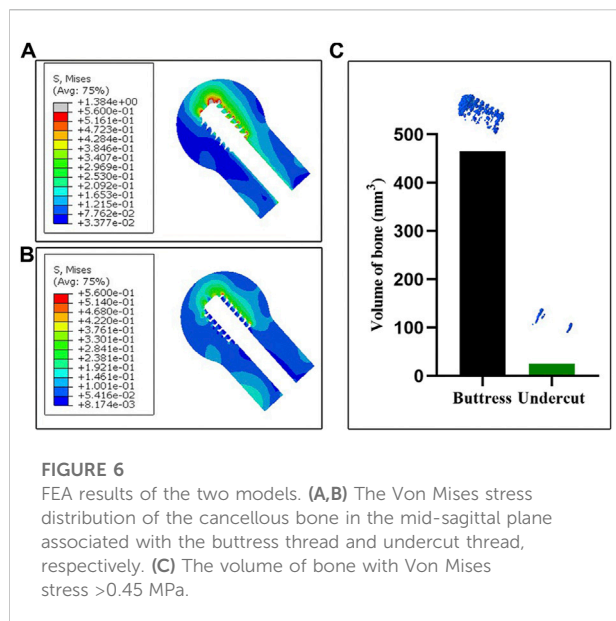 A
S, Mises
(Avg: 75%)
+1.384e+00
+5.600e-01
+5.161e-01
+4.723e-01
+4.284e-01
+3.846e-01
+3.407e-01
+2.969e-01
+2.530e-01
+2.092e-01
+1.653e-01
+1.215e-01
+7.762e-02
+3.377e-02
B
S, Mises
(Avg: 75%)
+5.600e-01
+5.140e-01
+4.680e-01
+4.220e-01
+3.761e-01
+3.301e-01
+2.841e-01
+2.381e-01
+1.921e-01
+1.461e-01
+1.001e-01
+5.416e-02
+8.174e-03
C
Volume of bone (mm³)
500
400
300
200
100
0
Buttress Undercut
FIGURE 6
FEA results of the two models. (A,B) The Von Mises stress
distribution of the cancellous bone in the mid-sagittal plane
associated with the buttress thread and undercut thread,
respectively. (C) The volume of bone with Von Mises
stress >0.45 MPa.